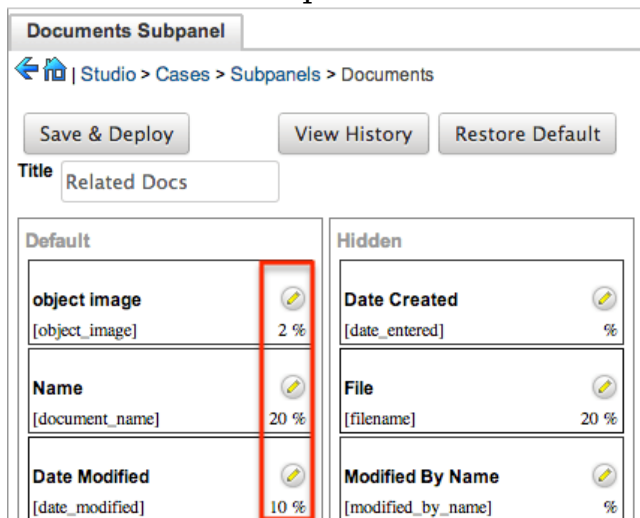 Documents Subpanel
| Studio > Cases > Subpanels > Documents
Save & Deploy
View History
Restore Default
Title
Related Docs
Default
object image
[object_image]
2 %
Name
[document_name]
20 %
Date Modified
[date_modified]
10 %
Hidden
Date Created
[date_entered]
%
File
[filename]
20 %
Modified By Name
[modified_by_name]
%